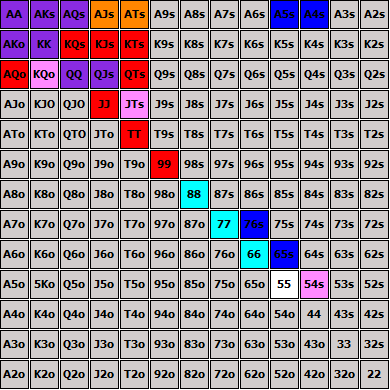 AA AKs AQs AJs ATs A9s A8s A7s A6s A5s A4s A3s A2s
AKo KK KQs KJs KTs K9s K8s K7s K6s K5s K4s K3s K2s
AQo KQo QQ QJs QTs Q9s Q8s Q7s Q6s Q5s Q4s Q3s Q2s
AJo KJO QJO JJ JTs J9s J8s J7s J6s J5s J4s J3s J2s
ATo KTo QTO JTo TT T9s T8s T7s T6s T5s T4s T3s T2s
A9o K9o Q9o J9o T9o 99 98s 97s 96s 95s 94s 93s 92s
A8o K8o Q8o J8o T8o 98o 88 87s 86s 85s 84s 83s 82s
A7o K7o Q7o J7o T7o 97o 87o 77 76s 75s 74s 73s 72s
A6o K6o Q6o J6o T6o 96o 86o 76o 66 65s 64s 63s 62s
A5o 5Ko Q5o J5o T5o 95o 85o 75o 65o 55 54s 53s 52s
A4o K4o Q4o J4o T4o 94o 84o 74o 64o 54o 44 43s 42s
A3o K3o Q3o J3o T3o 93o 83o 73o 63o 53o 43o 33 32s
A2o K2o Q2o J2o T2o 92o 82o 72o 62o 52o 42o 32o 22